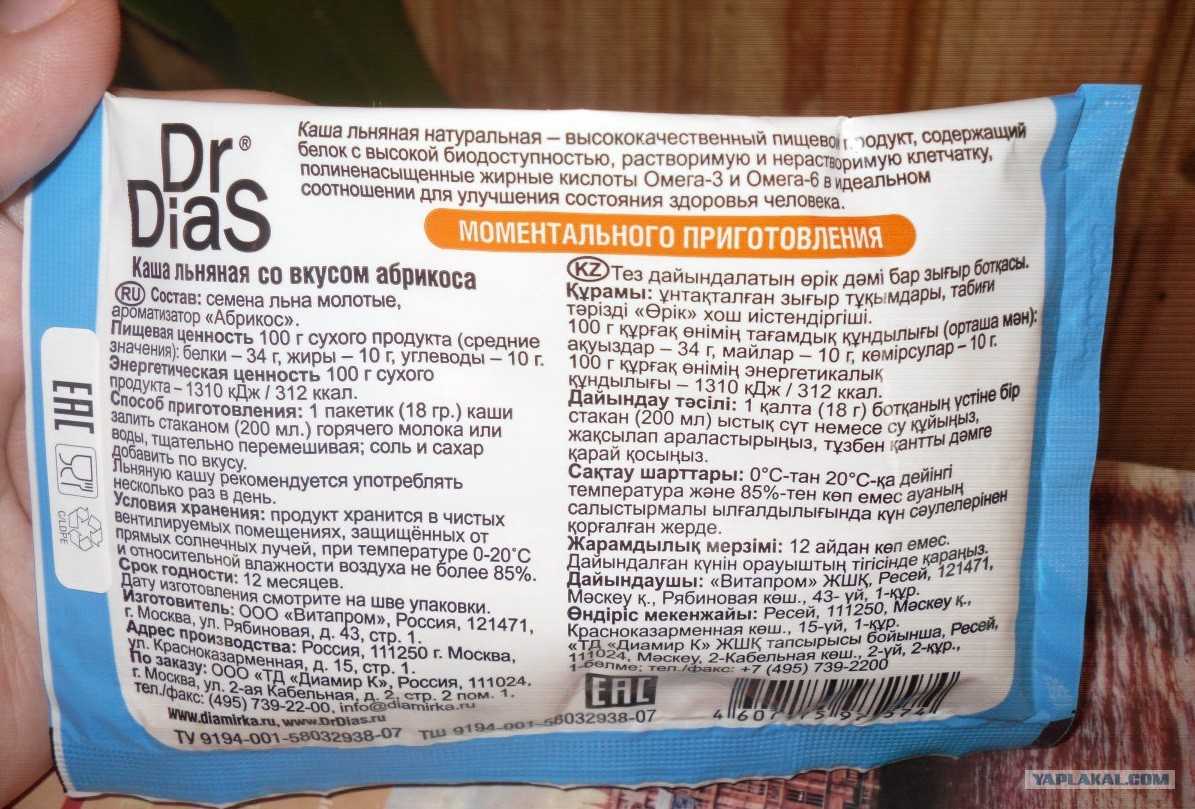 Dr®
DiaS
Каша льняная натуральная – высококачественный пищевой продукт, содержащий
белок с высокой биодоступностью, растворимую и нерастворимую клетчатку,
полиненасыщенные жирные кислоты Омега-3 и Омега-6 в идеальном
соотношении для улучшения состояния здоровья человека.
МОМЕНТАЛЬНОГО ПРИГОТОВЛЕНИЯ
Каша льняная со вкусом абрикоса
RU Состав: семена льна молотые,
ароматизатор «Абрикос».
Пищевая ценность 100 г сухого продукта (средние
значения): белки – 34 г, жиры – 10 г, углеводы – 10 г.
Энергетическая ценность 100 г сухого
продукта – 1310 кДж / 312 ккал.
Способ приготовления: 1 пакетик (18 гр.) каши
залить стаканом (200 мл.) горячего молока или
воды, тщательно перемешивая; соль и сахар
добавить по вкусу.
Льняную кашу рекомендуется употреблять
несколько раз в день.
Условия хранения: продукт хранится в чистых
вентилируемых помещениях, защищённых от
прямых солнечных лучей, при температуре 0-20°С
и относительной влажности воздуха не более 85%.
Срок годности: 12 месяцев.
Дату изготовления смотрите на шве упаковки.
Изготовитель: ООО «Витапром», Россия, 121471,
г. Москва, ул. Рябиновая, д. 43, стр. 1.
Адрес производства: Россия, 111250 г. Москва,
ул. Красноказарменная, д. 15, стр. 1.
По заказу: ООО «ТД «Диамир К», Россия, 111024,
г. Москва, ул. 2-ая Кабельная, д. 2, стр. 2 пом. 1.
тел./факс: (495) 739-22-00, info@diamirka.ru
www.diamirka.ru, www.DrDias.ru
ТУ 9194-001-58032938-07 ТШ 9194-001-58032938-07
KZ Тез дайындалатын өрік дәмі бар зығыр ботқасы.
Құрамы: ұнтақталған зығыр тұқымдары, табиғи
тәрізді «Өрік» хош иістендіргіші.
100 г құрғақ өнімің тағамдық құндылығы (орташа мән):
ақуыздар – 34 г, майлар – 10 г, көмірсулар – 10 г.
100 г құрғақ өнімің энергетикалық
құндылығы – 1310 кДж / 312 ккал.
Дайындау тәсілі: 1 қалта (18 г) ботқаның үстіне бір
стакан (200 мл) ыстық сүт немесе су құйыңыз,
жақсылап араластырыңыз, тұзбен қантты дәмге
қарай қосыңыз.
Сақтау шарттары: 0°С-тан 20°С-қа дейінгі
температура және 85%-тен көп емес ауаның
салыстырмалы ылғалдылығында күн сәулелерінен
қорғалған жерде.
Жарамдылық мерзімі: 12 айдан көп емес.
Дайындалған күнін орауыштың тігісінде қараңыз.
Дайындаушы: «Витапром» ЖШҚ, Ресей, 121471,
Мәскеу қ., Рябиновая көш., 43- үй, 1-құр.
Өндіріс мекенжайы: Ресей, 111250, Мәскеу қ.,
Красноказарменная көш., 15-үй, 1-құр.
«ТД «Диамир К» ЖШҚ тапсырысы бойынша, Ресей,
111024, Мәскеу, 2-Кабельная көш., 2-үй, 2-құр.,
1-бөлме; тел./факс: +7 (495) 739-2200
EAC
EAC
C/LDPE
YAPLAKAL.COM